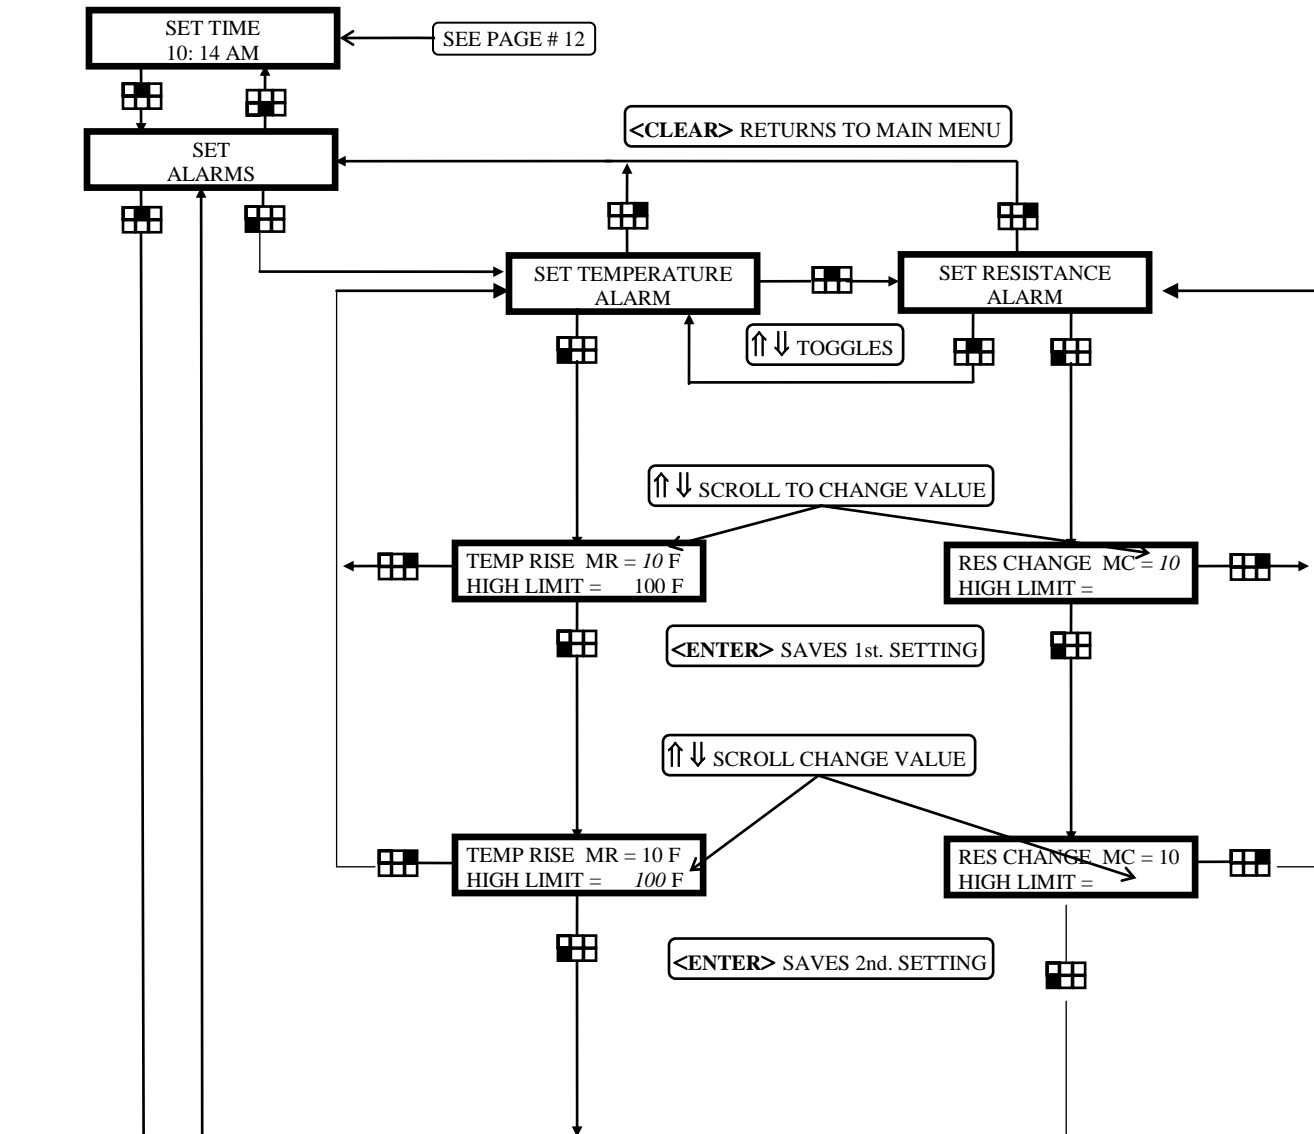 SET TIME
10: 14 AM
SEE PAGE # 12
<CLEAR> RETURNS TO MAIN MENU
SET
ALARMS
SET TEMPERATURE
ALARM
SET RESISTANCE
ALARM
⇑⇓ TOGGLES
⇑⇓ SCROLL TO CHANGE VALUE
TEMP RISE MR = 10 F
HIGH LIMIT = 100 F
RES CHANGE MC = 10
HIGH LIMIT =
<ENTER> SAVES 1st. SETTING
⇑⇓ SCROLL CHANGE VALUE
TEMP RISE MR = 10 F
HIGH LIMIT = 100 F
RES CHANGE MC = 10
HIGH LIMIT =
<ENTER> SAVES 2nd. SETTING